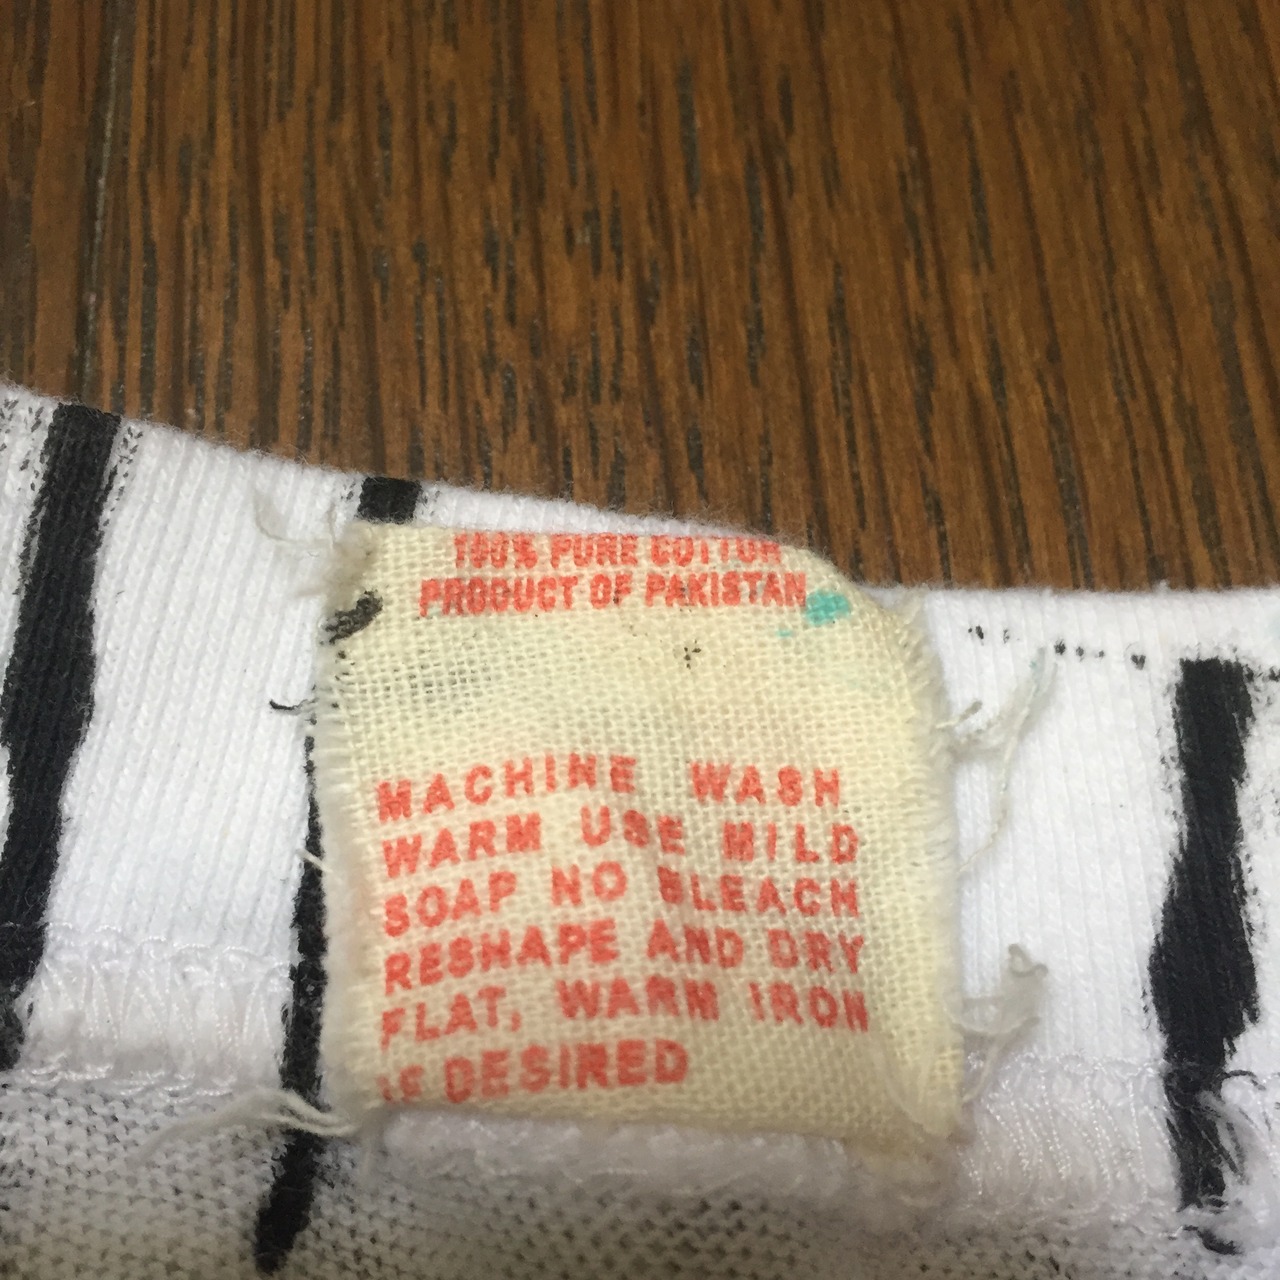 100% PURE COTTON
PRODUCT OF PAKISTAN
MACHINE WASH
WARM USE MILD
SOAP NO BLEACH
RESHAPE AND DRY
FLAT, WARM IRON
IF DESIRED